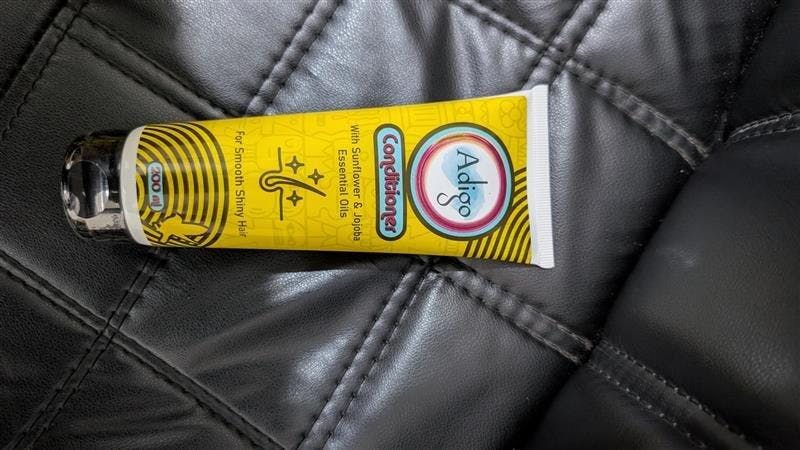 Adigo
Conditioner
With Sunflower & Jojoba
Essential Oils
For Smooth Shiny Hair
200 ml